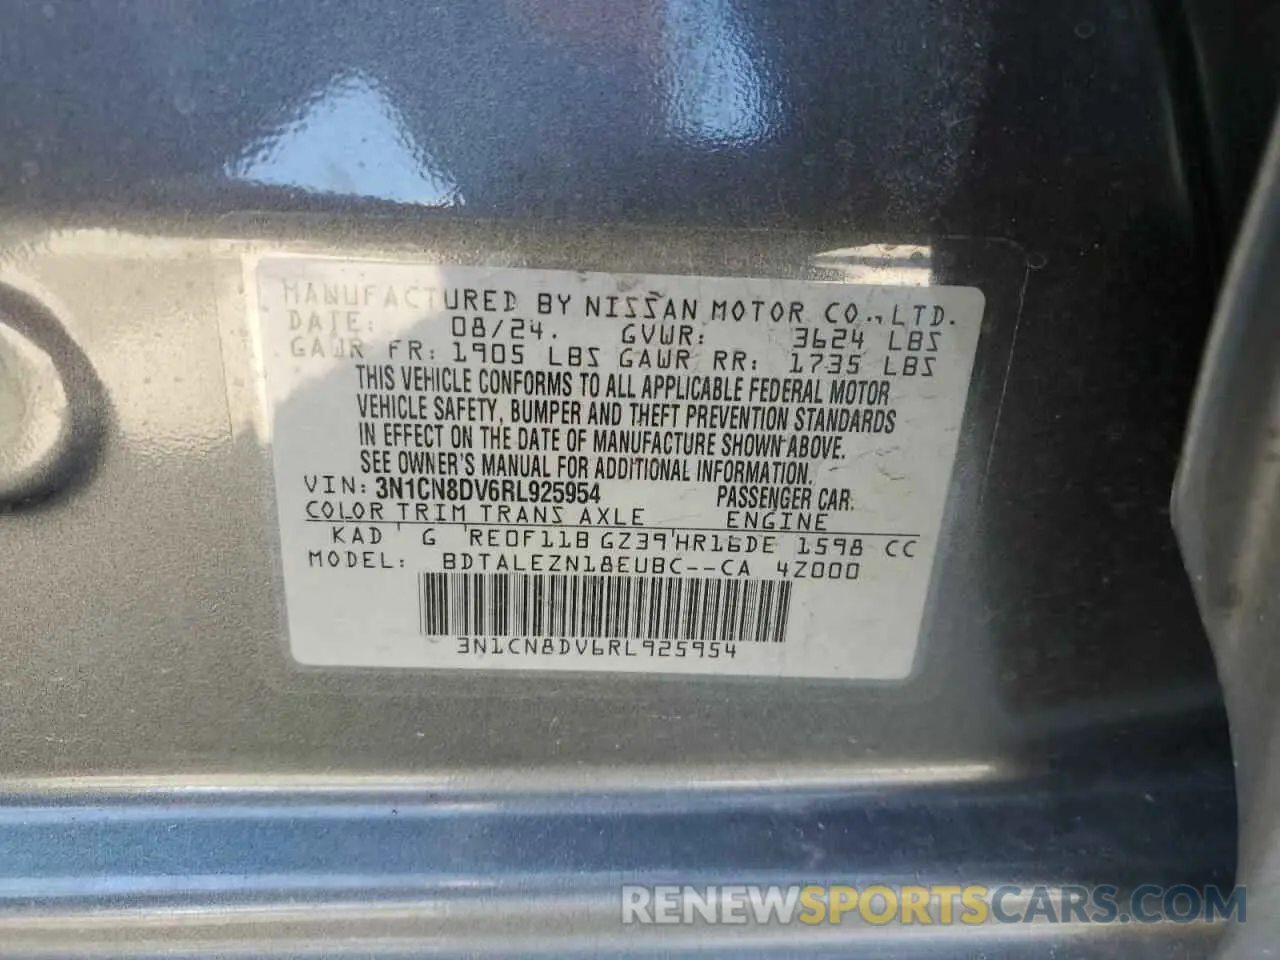 MANUFACTURED BY NISSAN MOTOR CO., LTD.
DATE: 08/24. GVWR: 3624 LBS
GAWR FR: 1905 LBS GAWR RR: 1735 LBS
THIS VEHICLE CONFORMS TO ALL APPLICABLE FEDERAL MOTOR
VEHICLE SAFETY, BUMPER AND THEFT PREVENTION STANDARDS
IN EFFECT ON THE DATE OF MANUFACTURE SHOWN ABOVE.
SEE OWNER'S MANUAL FOR ADDITIONAL INFORMATION.
VIN: 3N1CN8DV6RL925954 PASSENGER CAR.
COLOR TRIM TRANS AXLE ENGINE
KAD ' G ' RE0F11B GZ39 ' HR16DE 1598 CC
MODEL: BDTALEZN18EUBC--CA 4Z000
3N1CN8DV6RL925954
RENEWSPORTSCARS.COM